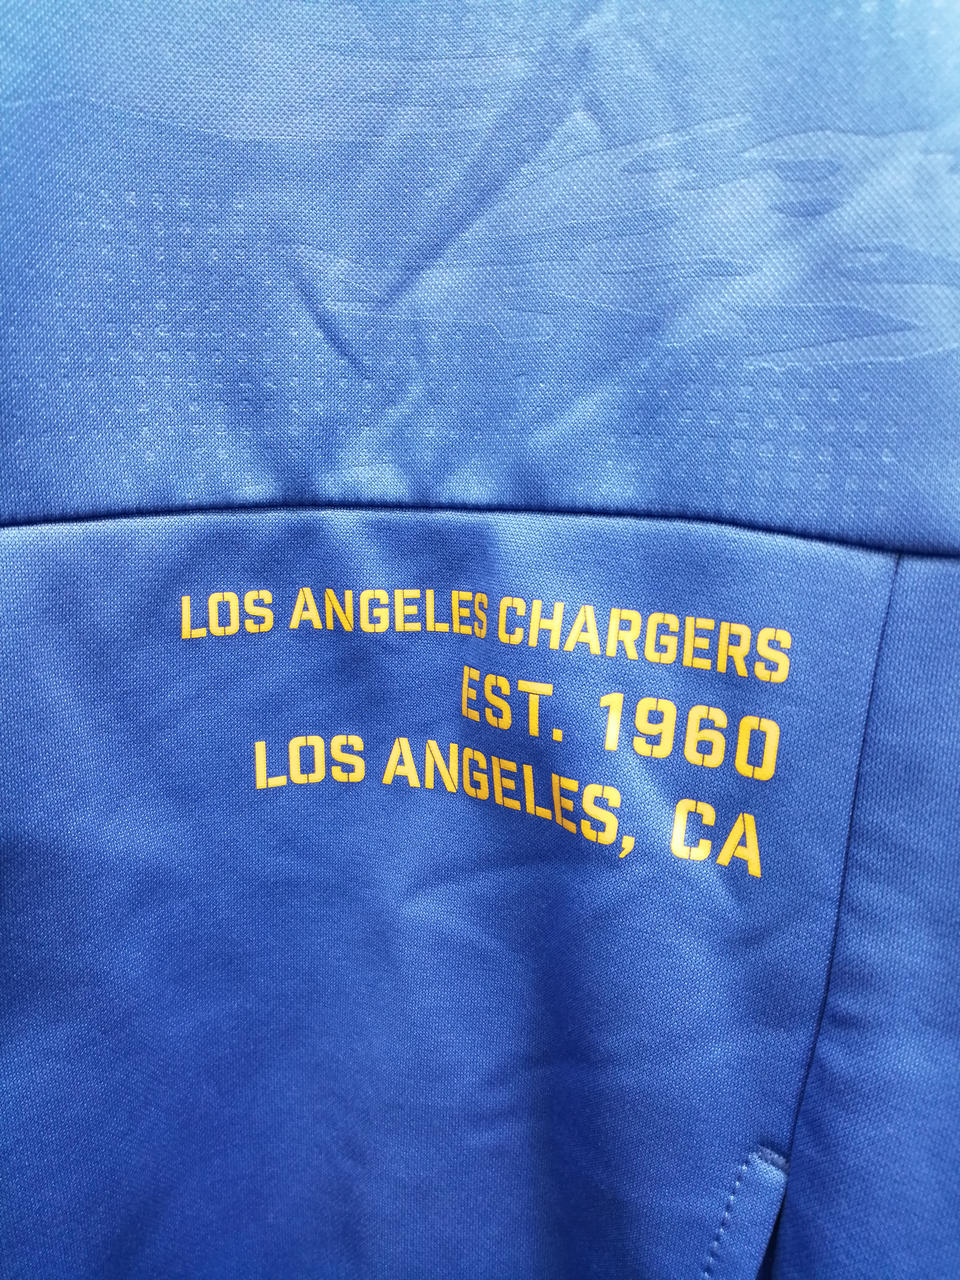 LOS ANGELES CHARGERS
EST. 1960
LOS ANGELES, CA